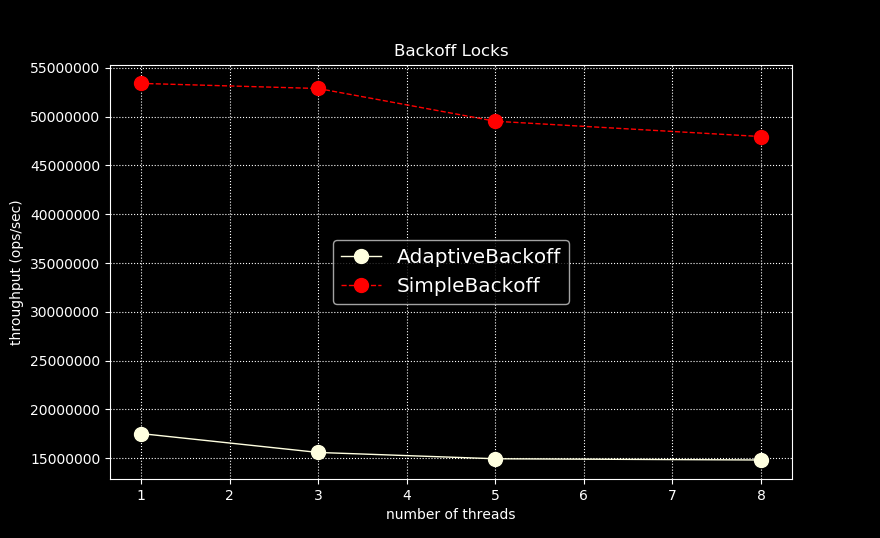 Backoff Locks
55000000
50000000
45000000
40000000
35000000
30000000
25000000
20000000
15000000
throughput (ops/sec)
AdaptiveBackoff
SimpleBackoff
1 2 3 4 5 6 7 8
number of threads